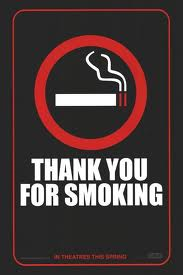 THANK YOU
FOR SMOKING
IN THEATRES THIS SPRING